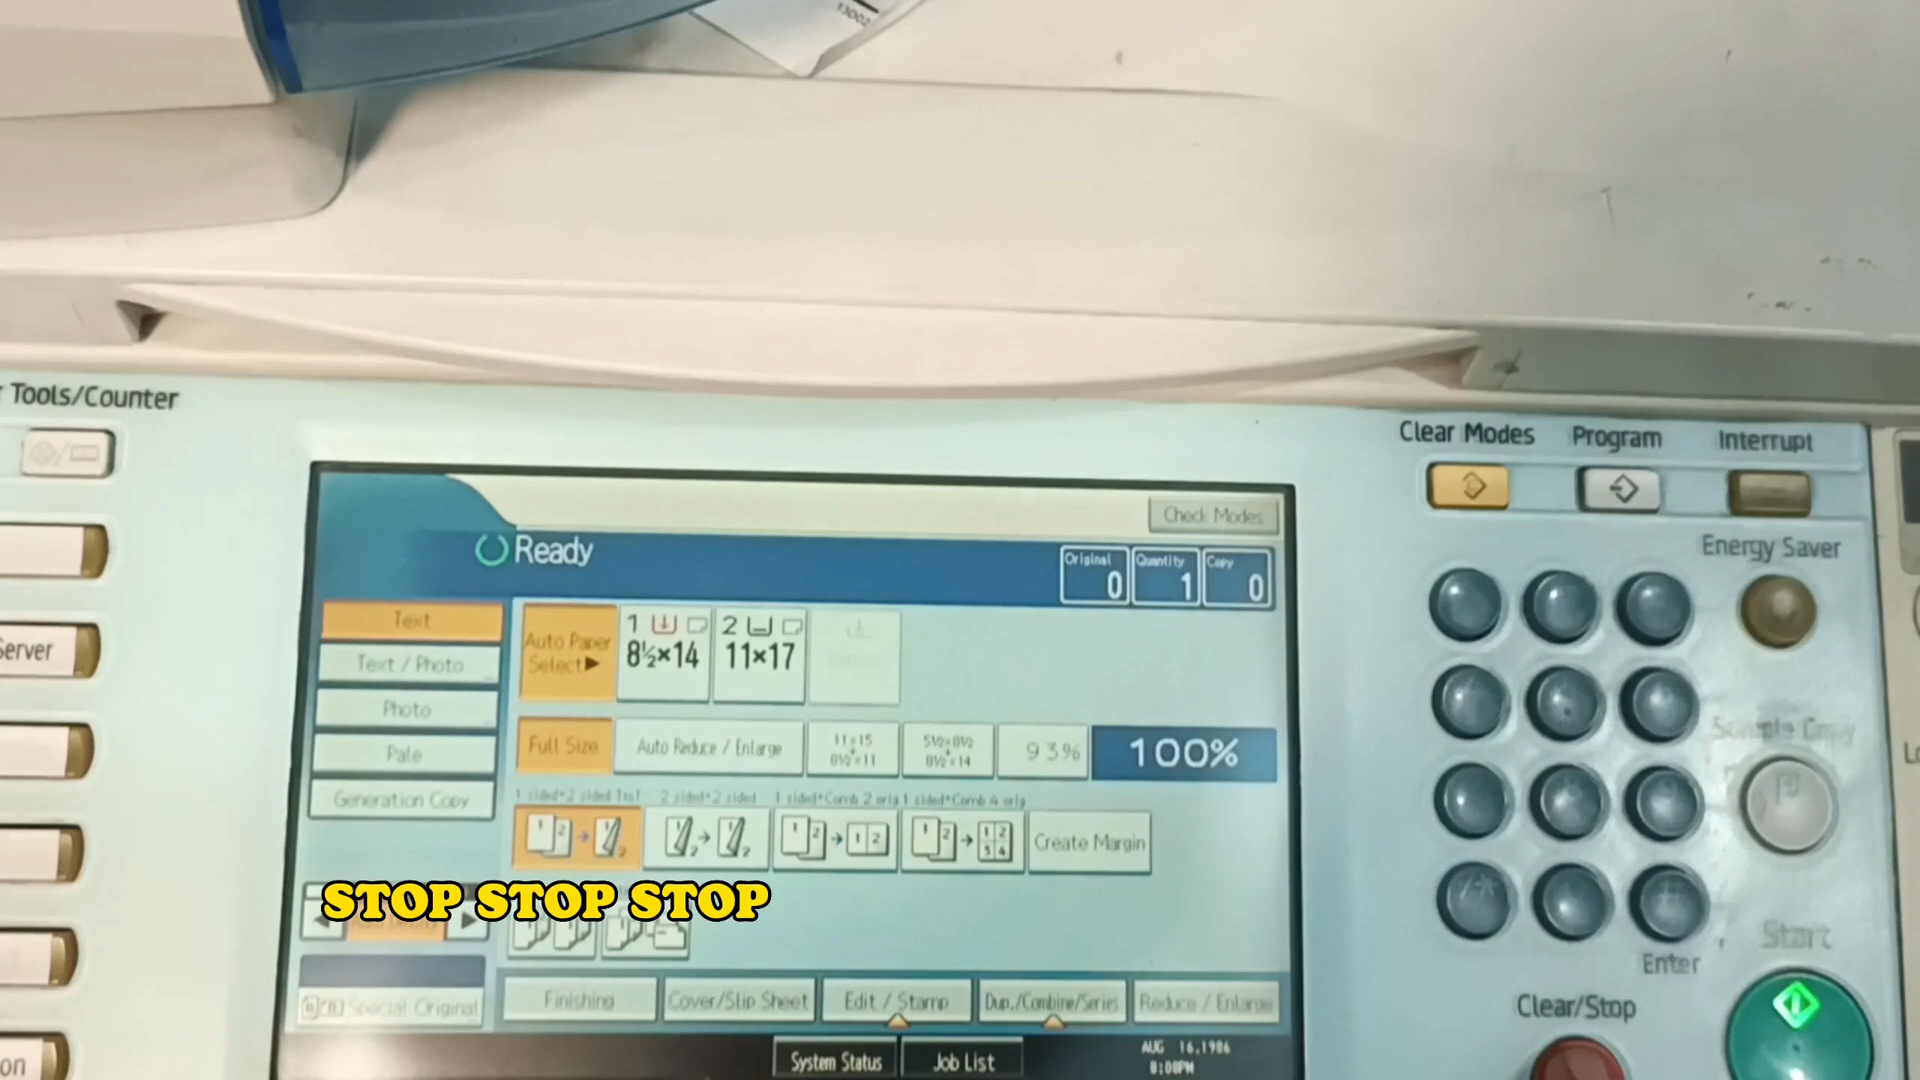 13D02
Tools/Counter
Clear Modes
Program
Interrupt
Check Modes
Ready
Original
0
Quantity
1
Copy
0
Energy Saver
Server
Text
Text / Photo
Photo
Pale
Generation Copy
Auto Paper
Select▶
1
8½×14
2
11×17
Full Size
Auto Reduce / Enlarge
11×15
8½×11
5½×8½
8½×14
93%
100%
Sample Copy
1 sided→2 sided
2 sided→2 sided
1 sided→Comb 2 orig
1 sided→Comb 4 orig
Create Margin
STOP STOP STOP
Special Original
Finishing
Cover/Slip Sheet
Edit / Stamp
Dup./Combine/Series
Reduce / Enlarge
System Status
Job List
AUG 16,1986
8:08PM
Start
Enter
Clear/Stop